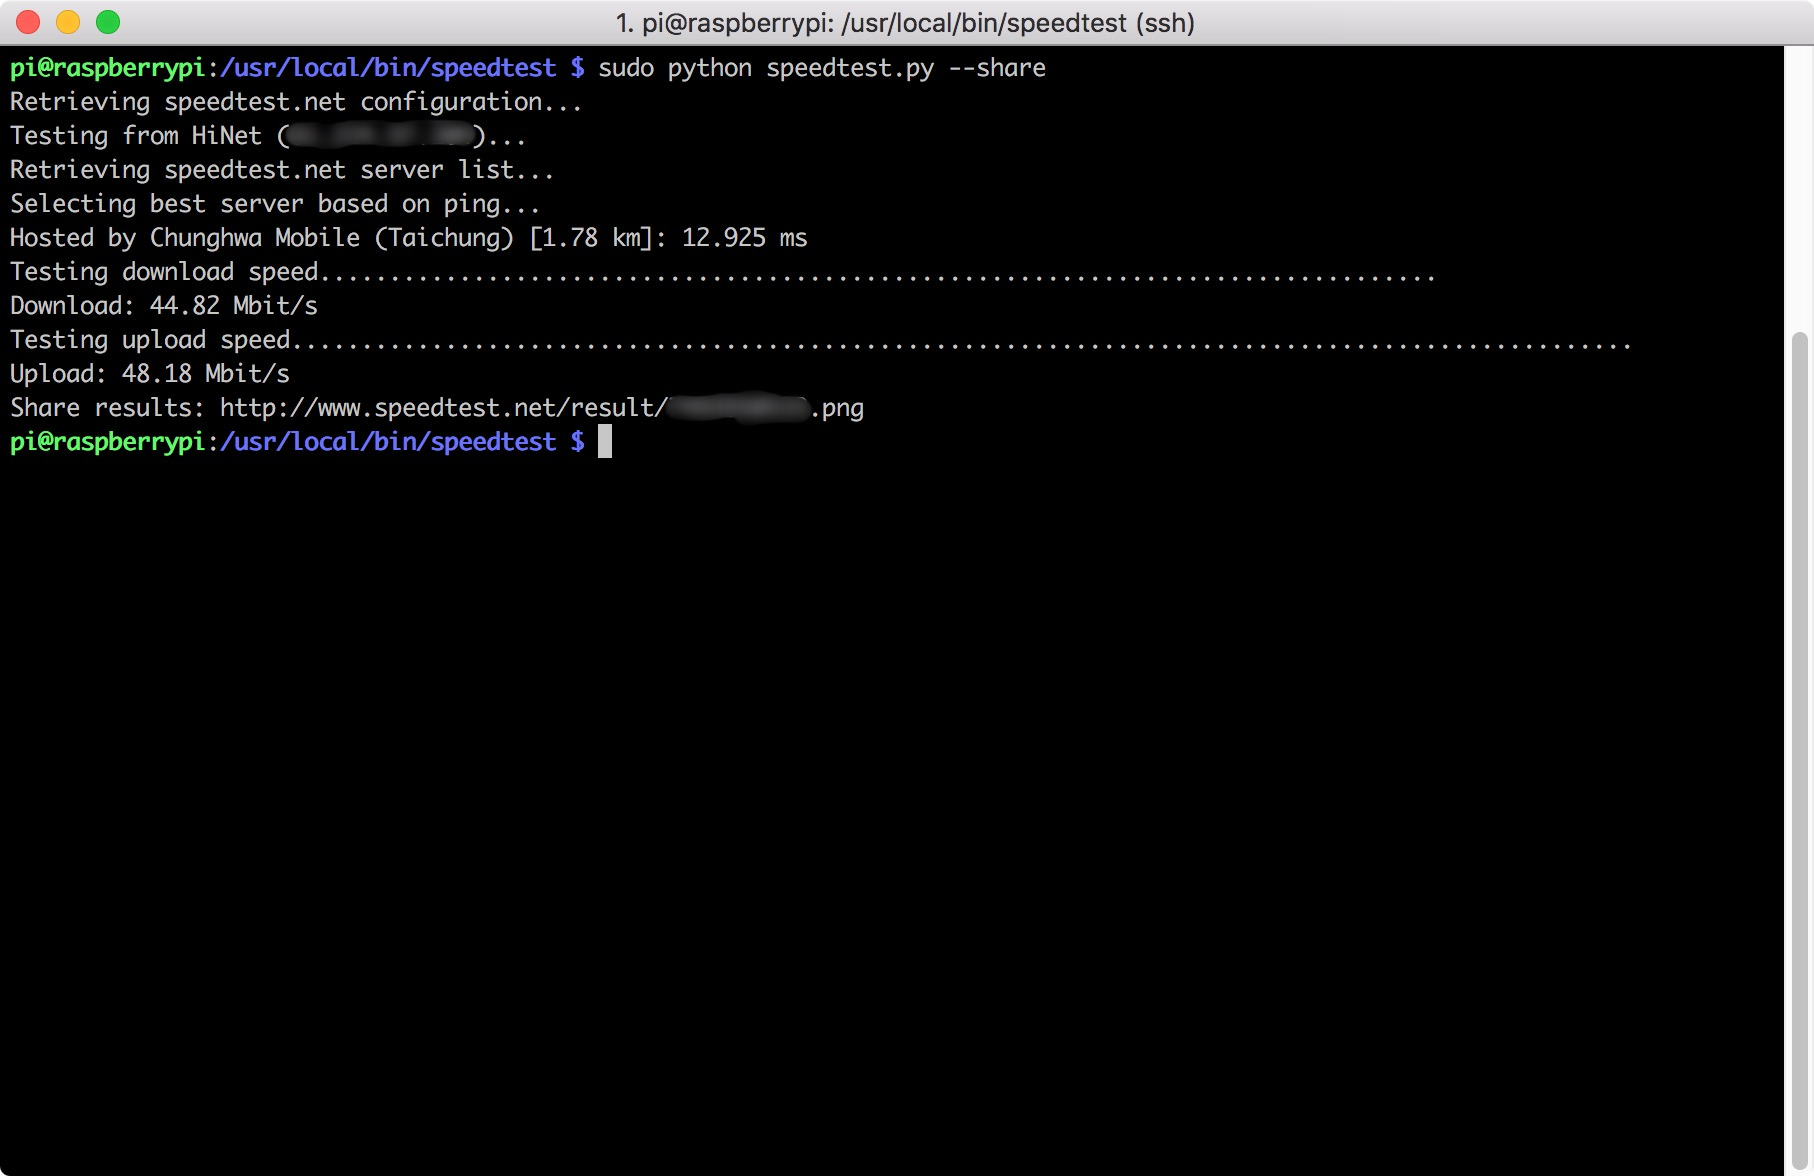 1. pi@raspberrypi: /usr/local/bin/speedtest (ssh)
pi@raspberrypi:/usr/local/bin/speedtest $ sudo python speedtest.py --share
Retrieving speedtest.net configuration...
Testing from HiNet ( )...
Retrieving speedtest.net server list...
Selecting best server based on ping...
Hosted by Chunghwa Mobile (Taichung) [1.78 km]: 12.925 ms
Testing download speed................................................................................
Download: 44.82 Mbit/s
Testing upload speed................................................................................................
Upload: 48.18 Mbit/s
Share results: http://www.speedtest.net/result/ .png
pi@raspberrypi:/usr/local/bin/speedtest $